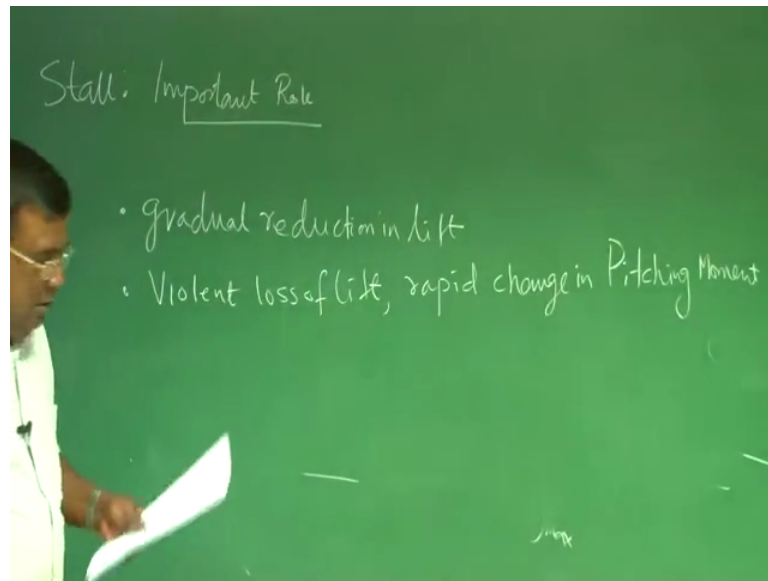 Stall: Important Role
• gradual reduction in lift
• Violent loss of lift, rapid change in Pitching Moment